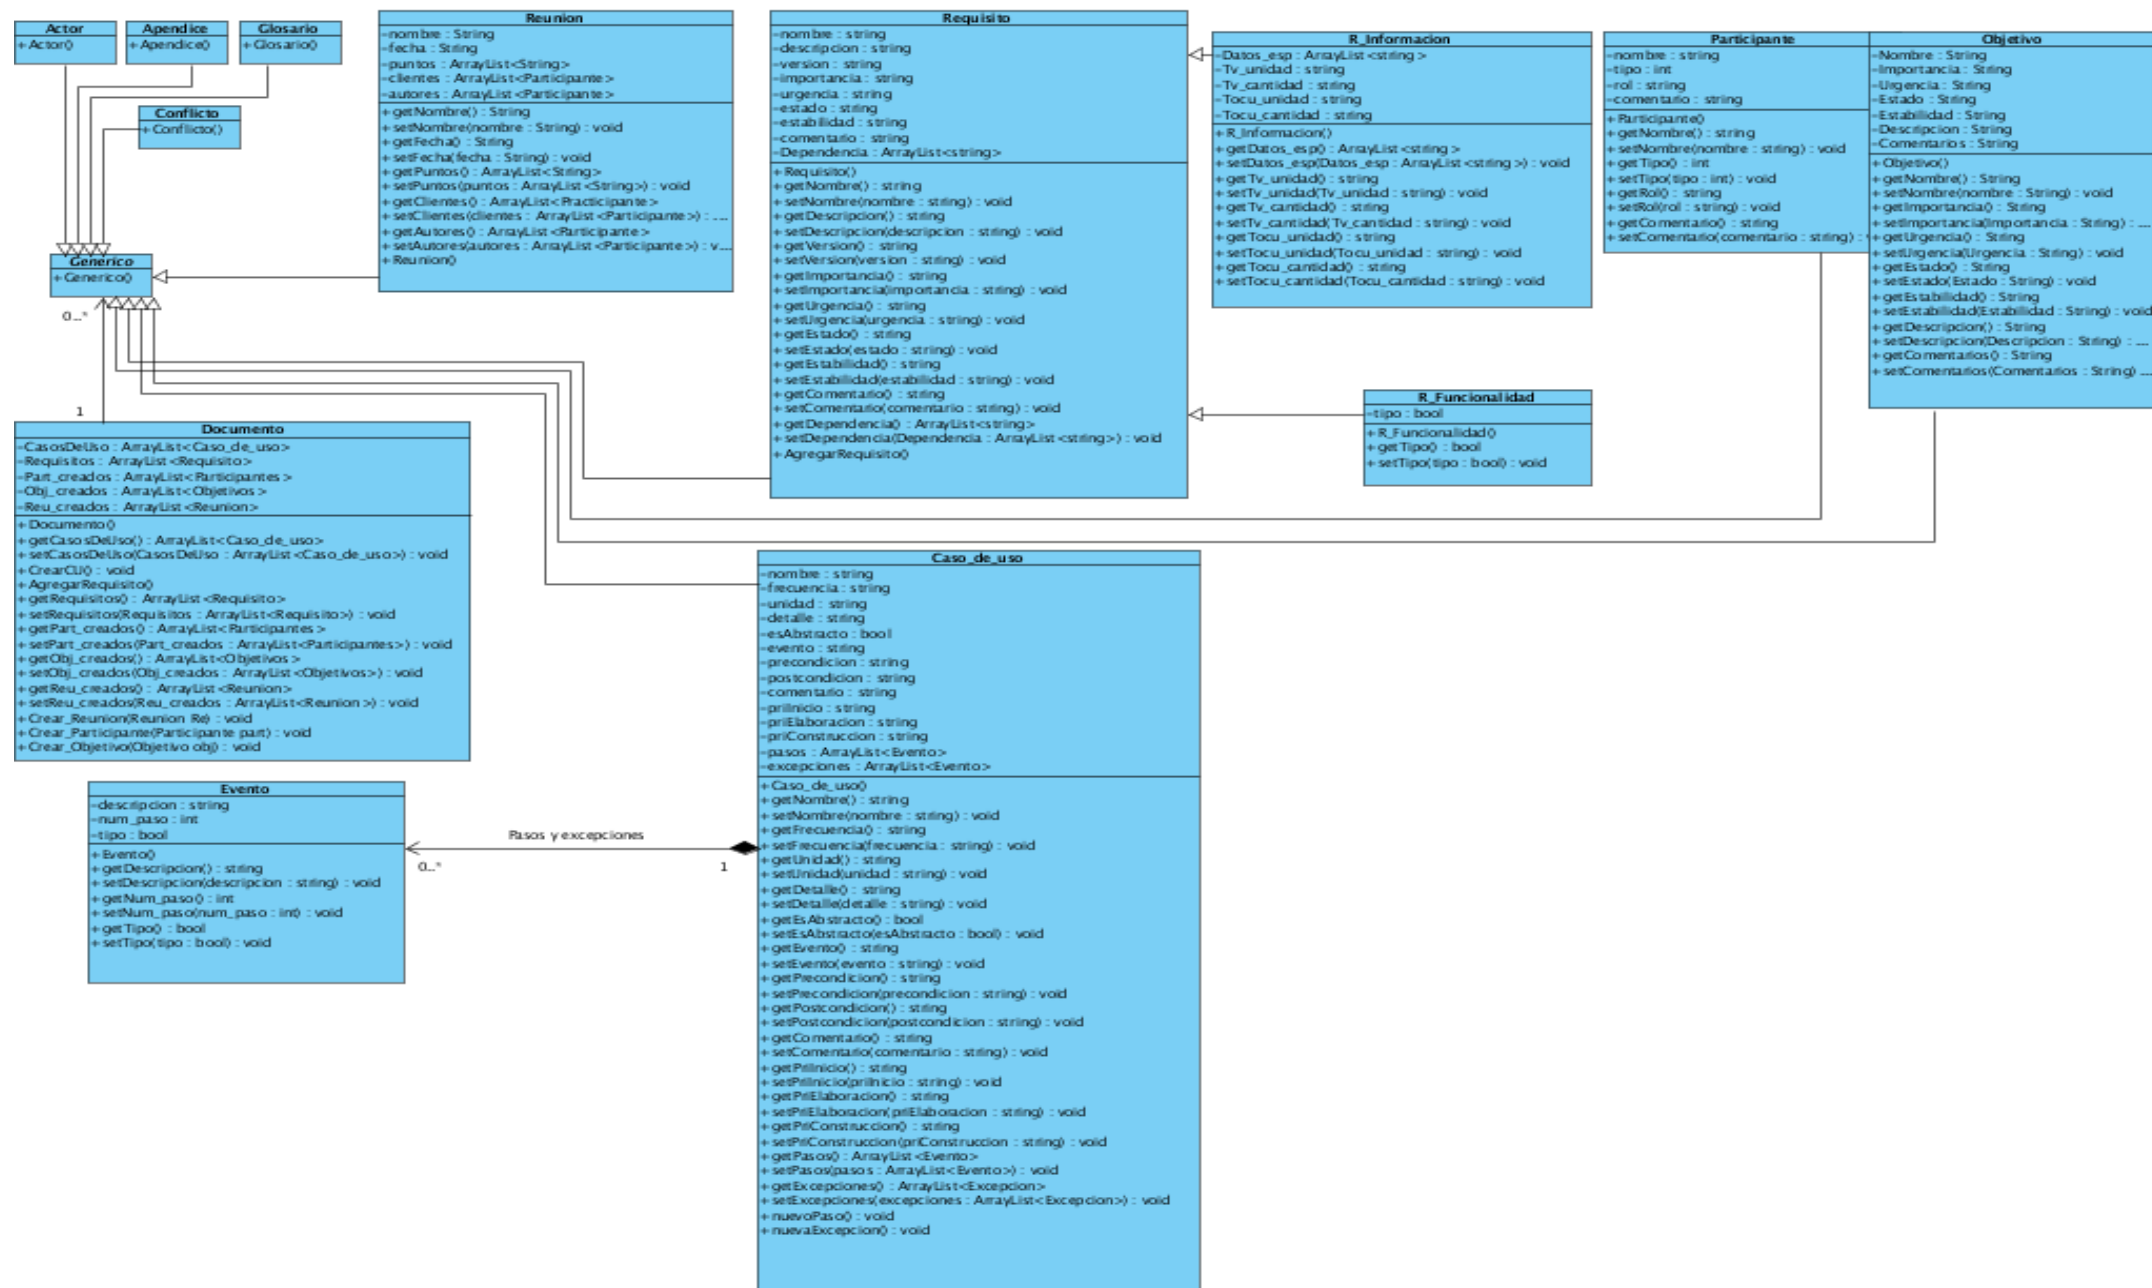 Actor
+Actor()
Apendice
+Apendice()
Glosario
+Glosario()
Conflicto
+Conflicto()
Generico
+Generico()
0..*
1
Reunion
-nombre : String
-fecha : String
-puntos : ArrayList<String>
-clientes : ArrayList<Participante>
-autores : ArrayList<Participante>
+getNombre() : String
+setNombre(nombre : String) : void
+getFecha() : String
+setFecha(fecha : String) : void
+getPuntos() : ArrayList<String>
+setPuntos(puntos : ArrayList<String>) : void
+getClientes() : ArrayList<Practicipante>
+setClientes(clientes : ArrayList<Participante>) : ...
+getAutores() : ArrayList<Participante>
+setAutores(autores : ArrayList<Participante>) : v...
+Reunion()
Requisito
-nombre : string
-descripcion : string
-version : string
-importancia : string
-urgencia : string
-estado : string
-estabilidad : string
-comentario : string
-Dependencia : ArrayList<string>
+Requisito()
+getNombre() : string
+setNombre(nombre : string) : void
+getDescripcion() : string
+setDescripcion(descripcion : string) : void
+getVersion() : string
+setVersion(version : string) : void
+getImportancia() : string
+setImportancia(importancia : string) : void
+getUrgencia() : string
+setUrgencia(urgencia : string) : void
+getEstado() : string
+setEstado(estado : string) : void
+getEstabilidad() : string
+setEstabilidad(estabilidad : string) : void
+getComentario() : string
+setComentario(comentario : string) : void
+getDependencia() : ArrayList<string>
+setDependencia(Dependencia : ArrayList<string>) : void
+AgregarRequisito()
R_Informacion
-Datos_esp : ArrayList<string>
-Tv_unidad : string
-Tv_cantidad : string
-Tocu_unidad : string
-Tocu_cantidad : string
+R_Informacion()
+getDatos_esp() : ArrayList<string>
+setDatos_esp(Datos_esp : ArrayList<string>) : void
+getTv_unidad() : string
+setTv_unidad(Tv_unidad : string) : void
+getTv_cantidad() : string
+setTv_cantidad(Tv_cantidad : string) : void
+getTocu_unidad() : string
+setTocu_unidad(Tocu_unidad : string) : void
+getTocu_cantidad() : string
+setTocu_cantidad(Tocu_cantidad : string) : void
R_Funcionalidad
-tipo : bool
+R_Funcionalidad()
+getTipo() : bool
+setTipo(tipo : bool) : void
Participante
-nombre : string
-tipo : int
-rol : string
-comentario : string
+Participante()
+getNombre() : string
+setNombre(nombre : string) : void
+getTipo() : int
+setTipo(tipo : int) : void
+getRol() : string
+setRol(rol : string) : void
+getComentario() : string
+setComentario(comentario : string) :
Objetivo
-Nombre : String
-Importancia : String
-Urgencia : String
-Estado : String
-Estabilidad : String
-Descripcion : String
-Comentarios : String
+Objetivo()
+getNombre() : String
+setNombre(nombre : String) : void
+getImportancia() : String
+setImportancia(Importancia : String) : ...
+getUrgencia() : String
+setUrgencia(Urgencia : String) : void
+getEstado() : String
+setEstado(Estado : String) : void
+getEstabilidad() : String
+setEstabilidad(Estabilidad : String) : void
+getDescripcion() : String
+setDescripcion(Descripcion : String) : ...
+getComentarios() : String
+setComentarios(Comentarios : String) ...
Documento
-CasosDeUso : ArrayList<Caso_de_uso>
-Requisitos : ArrayList<Requisito>
-Part_creados : ArrayList<Participantes>
-Obj_creados : ArrayList<Objetivos>
-Reu_creados : ArrayList<Reunion>
+Documento()
+getCasosDeUso() : ArrayList<Caso_de_uso>
+setCasosDeUso(CasosDeUso : ArrayList<Caso_de_uso>) : void
+CrearCU() : void
+AgregarRequisito()
+getRequisitos() : ArrayList<Requisito>
+setRequisitos(Requisitos : ArrayList<Requisito>) : void
+getPart_creados() : ArrayList<Participantes>
+setPart_creados(Part_creados : ArrayList<Participantes>) : void
+getObj_creados() : ArrayList<Objetivos>
+setObj_creados(Obj_creados : ArrayList<Objetivos>) : void
+getReu_creados() : ArrayList<Reunion>
+setReu_creados(Reu_creados : ArrayList<Reunion>) : void
+Crear_Reunion(Reunion Re) : void
+Crear_Participante(Participante part) : void
+Crear_Objetivo(Objetivo obj) : void
Evento
-descripcion : string
-num_paso : int
-tipo : bool
+Evento()
+getDescripcion() : string
+setDescripcion(descripcion : string) : void
+getNum_paso() : int
+setNum_paso(num_paso : int) : void
+getTipo() : bool
+setTipo(tipo : bool) : void
Pasos y excepciones
0..*
1
Caso_de_uso
-nombre : string
-frecuencia : string
-unidad : string
-detalle : string
-esAbstracto : bool
-evento : string
-precondicion : string
-postcondicion : string
-comentario : string
-priInicio : string
-priElaboracion : string
-priConstruccion : string
-pasos : ArrayList<Evento>
-excepciones : ArrayList<Evento>
+Caso_de_uso()
+getNombre() : string
+setNombre(nombre : string) : void
+getFrecuencia() : string
+setFrecuencia(frecuencia : string) : void
+getUnidad() : string
+setUnidad(unidad : string) : void
+getDetalle() : string
+setDetalle(detalle : string) : void
+getEsAbstracto() : bool
+setEsAbstracto(esAbstracto : bool) : void
+getEvento() : string
+setEvento(evento : string) : void
+getPrecondicion() : string
+setPrecondicion(precondicion : string) : void
+getPostcondicion() : string
+setPostcondicion(postcondicion : string) : void
+getComentario() : string
+setComentario(comentario : string) : void
+getPriInicio() : string
+setPriInicio(priInicio : string) : void
+getPriElaboracion() : string
+setPriElaboracion(priElaboracion : string) : void
+getPriConstruccion() : string
+setPriConstruccion(priConstruccion : string) : void
+getPasos() : ArrayList<Evento>
+setPasos(pasos : ArrayList<Evento>) : void
+getExcepciones() : ArrayList<Excepcion>
+setExcepciones(excepciones : ArrayList<Excepcion>) : void
+nuevoPaso() : void
+nuevaExcepcion() : void